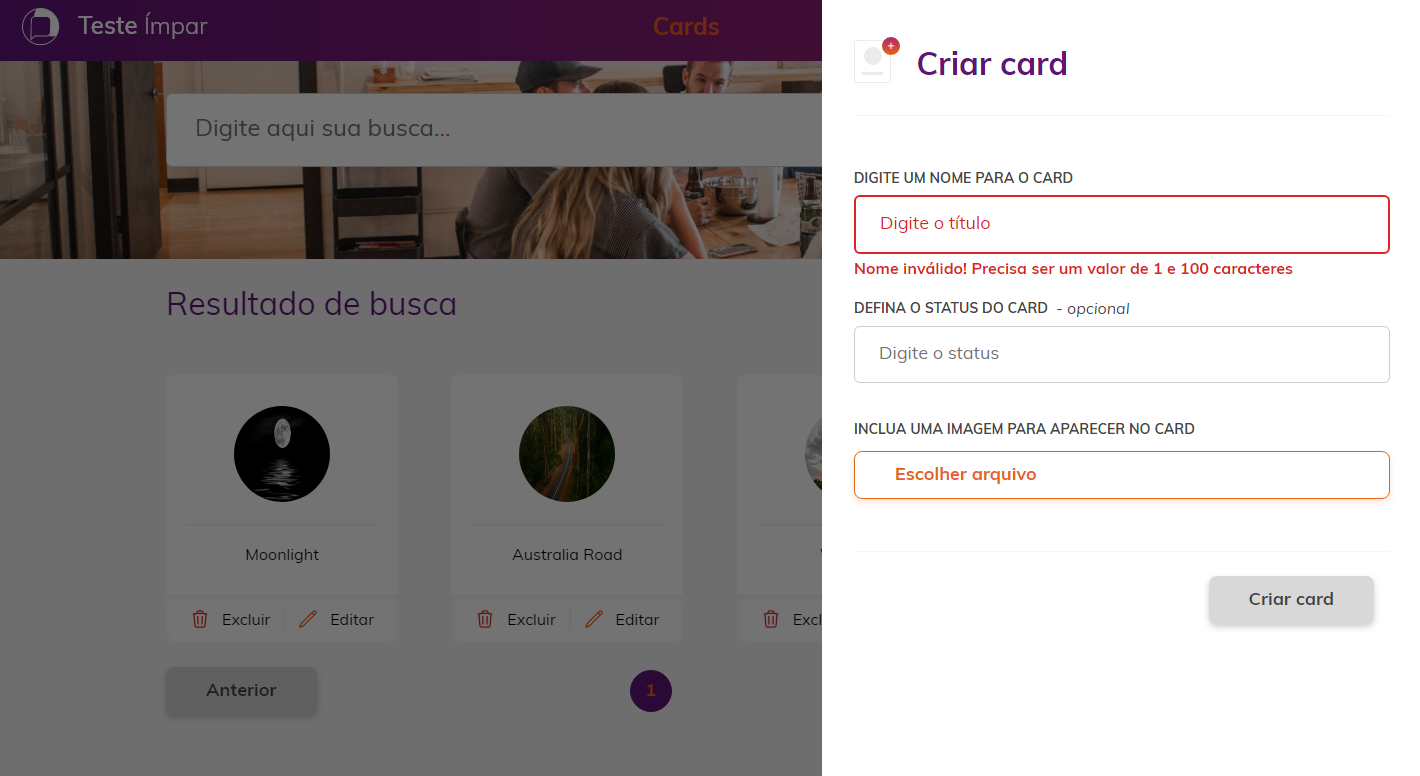 Teste Ímpar
Cards
Digite aqui sua busca...
Resultado de busca
Moonlight
Australia Road
Excluir
Editar
Excluir
Editar
Anterior
1
Criar card
DIGITE UM NOME PARA O CARD
Digite o título
Nome inválido! Precisa ser um valor de 1 e 100 caracteres
DEFINA O STATUS DO CARD - opcional
Digite o status
INCLUA UMA IMAGEM PARA APARECER NO CARD
Escolher arquivo
Criar card